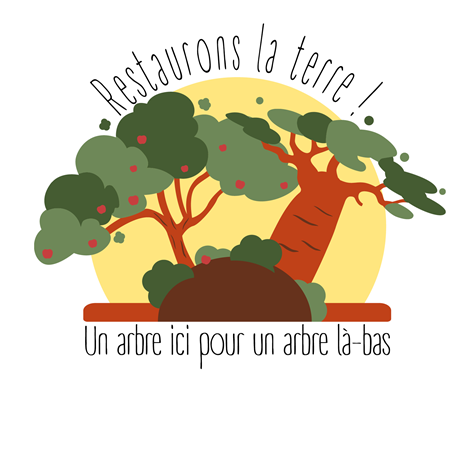 Restaurons la terre !
Un arbre ici pour un arbre là-bas